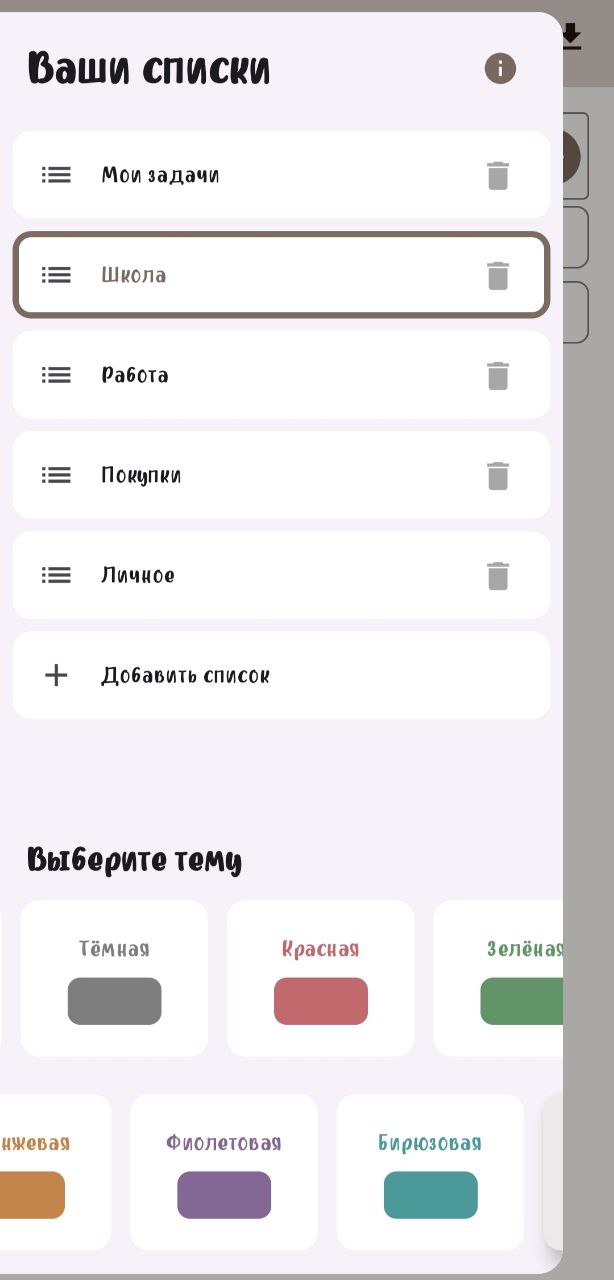 Ваши списки
Мои задачи
Школа
Работа
Покупки
Личное
Добавить список
Выберите тему
Тёмная
Красная
Зелёная
нжевая
Фиолетовая
Бирюзовая